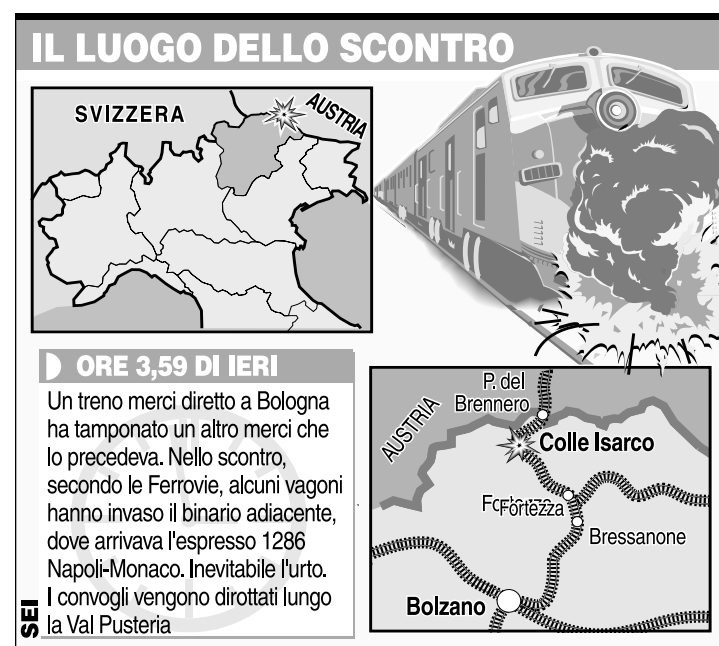 IL LUOGO DELLO SCONTRO
SVIZZERA
AUSTRIA
ORE 3,59 DI IERI
Un treno merci diretto a Bologna
ha tamponato un altro merci che
lo precedeva. Nello scontro,
secondo le Ferrovie, alcuni vagoni
hanno invaso il binario adiacente,
dove arrivava l'espresso 1286
Napoli-Monaco. Inevitabile l'urto.
I convogli vengono dirottati lungo
la Val Pusteria
SEI
P. del
Brennero
AUSTRIA
Colle Isarco
Fortezza
Fortezza
Bressanone
Bolzano